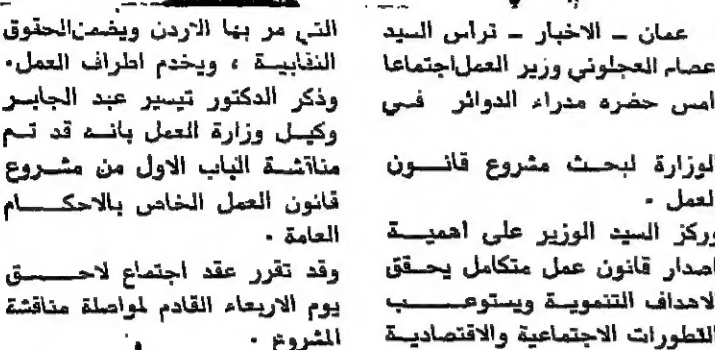 عمان ـ الاخبار ـ ترأس السيد
عصام العجلوني وزير العمل اجتماعا
امس حضره مدراء الدوائر في
الوزارة لبحث مشروع قانون
العمل .
وركز السيد الوزير على اهمية
اصدار قانون عمل متكامل يحقق
الاهداف التنموية ويستوعب
التطورات الاجتماعية والاقتصادية
التي مر بها الاردن ويضمن الحقوق
النقابية ، ويخدم اطراف العمل .
وذكر الدكتور تيسير عبد الجابر
وكيل وزارة العمل بانه قد تم
مناقشة الباب الاول من مشروع
قانون العمل الخاص بالاحكام
العامة .
وقد تقرر عقد اجتماع لاحق
يوم الاربعاء القادم لمواصلة مناقشة
المشروع .